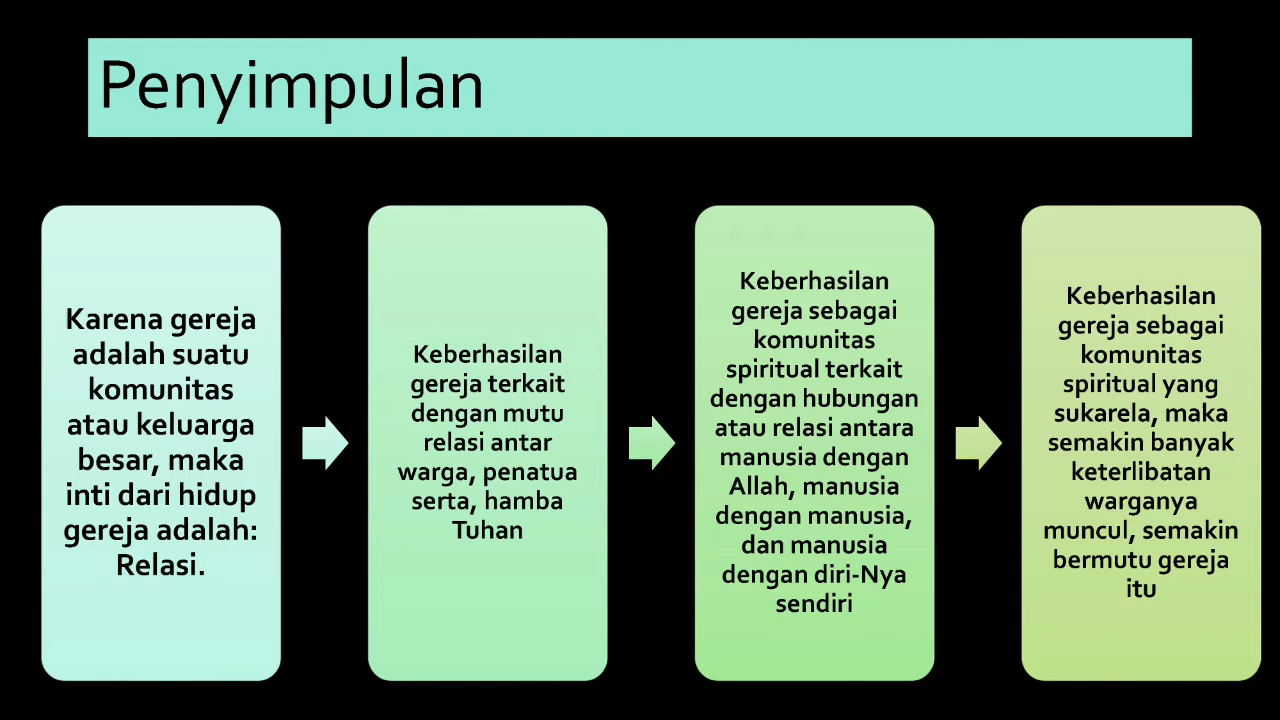 Penyimpulan
Karena gereja
adalah suatu
komunitas
atau keluarga
besar, maka
inti dari hidup
gereja adalah:
Relasi.
Keberhasilan
gereja terkait
dengan mutu
relasi antar
warga, penatua
serta, hamba
Tuhan
Keberhasilan
gereja sebagai
komunitas
spiritual terkait
dengan hubungan
atau relasi antara
manusia dengan
Allah, manusia
dengan manusia,
dan manusia
dengan diri-Nya
sendiri
Keberhasilan
gereja sebagai
komunitas
spiritual yang
sukarela, maka
semakin banyak
keterlibatan
warganya
muncul, semakin
bermutu gereja
itu